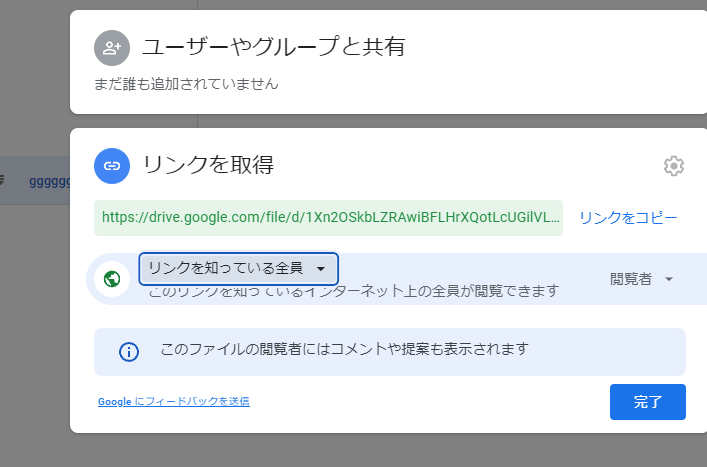 ユーザーやグループと共有
まだ誰も追加されていません
リンクを取得
gggggg
https://drive.google.com/file/d/1Xn2OSkbLZRAwiBFLHrXQotLcUGilVL…
リンクをコピー
リンクを知っている全員
このリンクを知っているインターネット上の全員が閲覧できます
閲覧者
このファイルの閲覧者にはコメントや提案も表示されます
Google にフィードバックを送信
完了